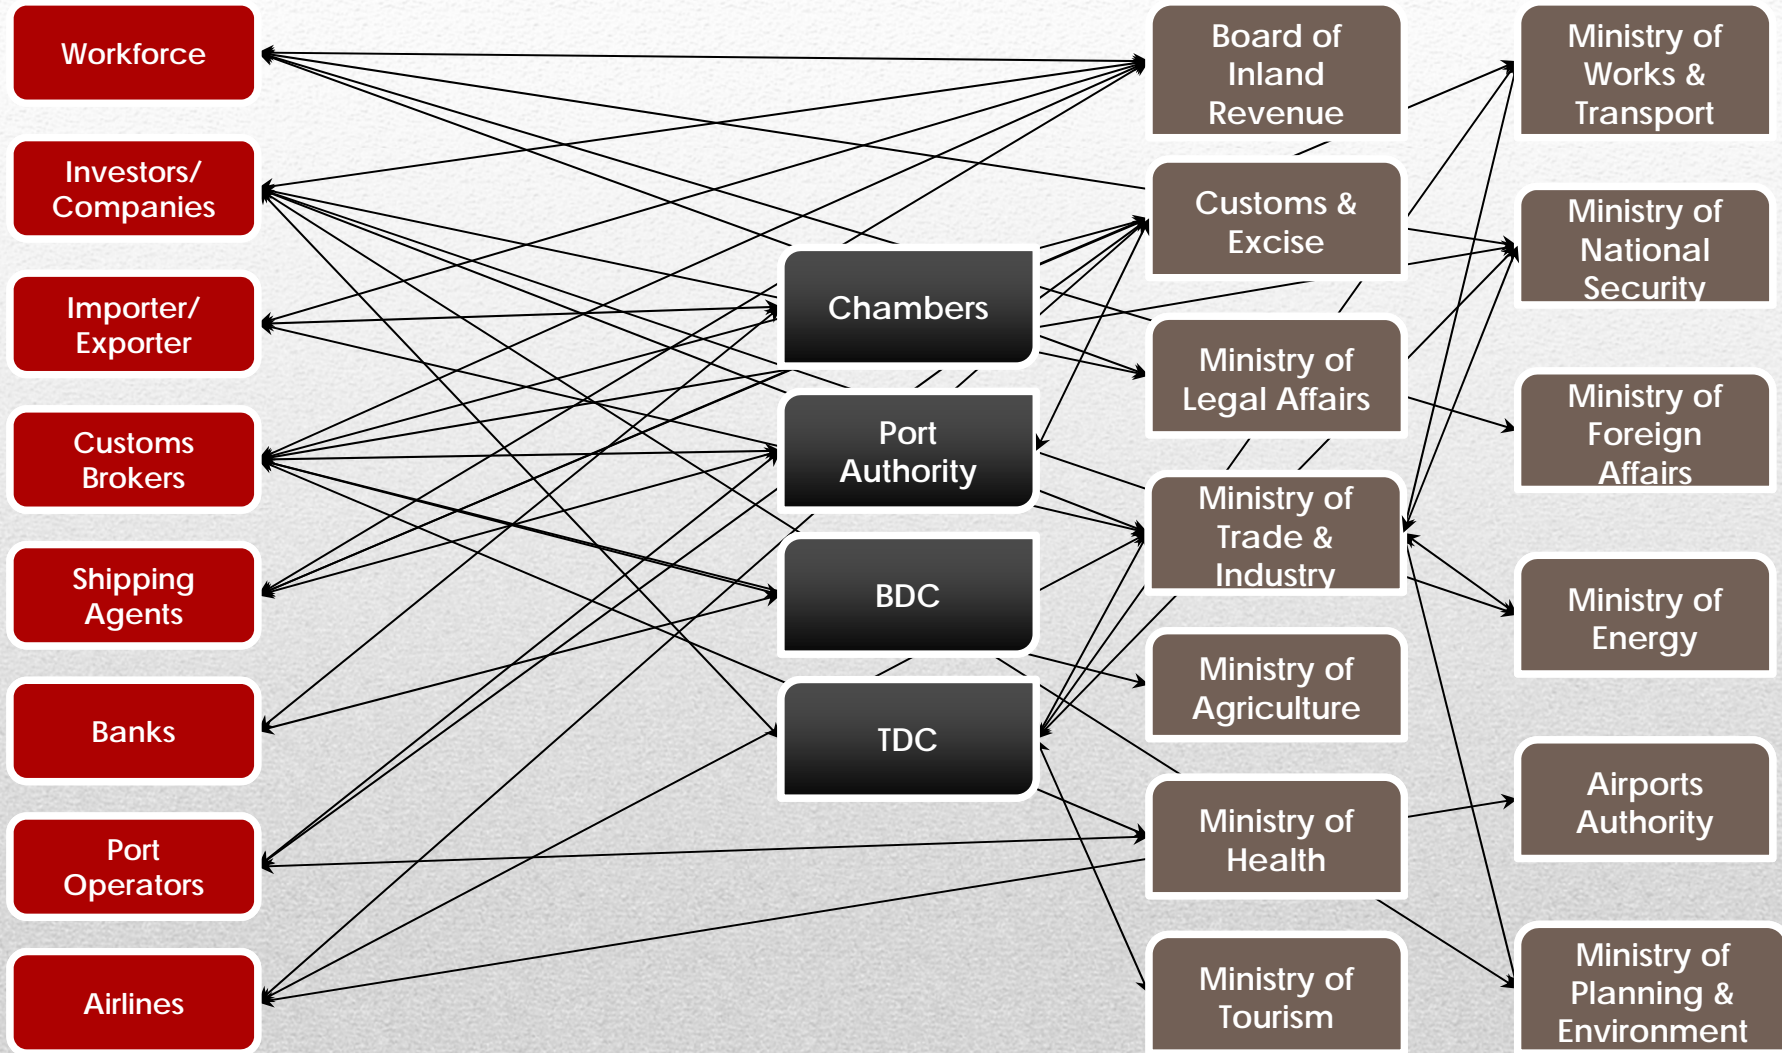 Workforce
Investors/
Companies
Importer/
Exporter
Customs
Brokers
Shipping
Agents
Banks
Port
Operators
Airlines
Chambers
Port
Authority
BDC
TDC
Board of
Inland
Revenue
Customs &
Excise
Ministry of
Legal Affairs
Ministry of
Trade &
Industry
Ministry of
Agriculture
Ministry of
Health
Ministry of
Tourism
Ministry of
Works &
Transport
Ministry of
National
Security
Ministry of
Foreign
Affairs
Ministry of
Energy
Airports
Authority
Ministry of
Planning &
Environment